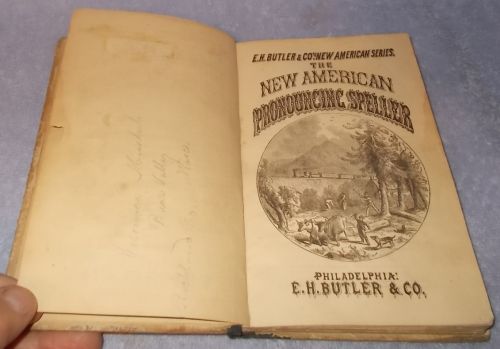 E.H. BUTLER & CO'S NEW AMERICAN SERIES.
THE
NEW AMERICAN
PRONOUNCING SPELLER
PHILADELPHIA:
E.H. BUTLER & CO.